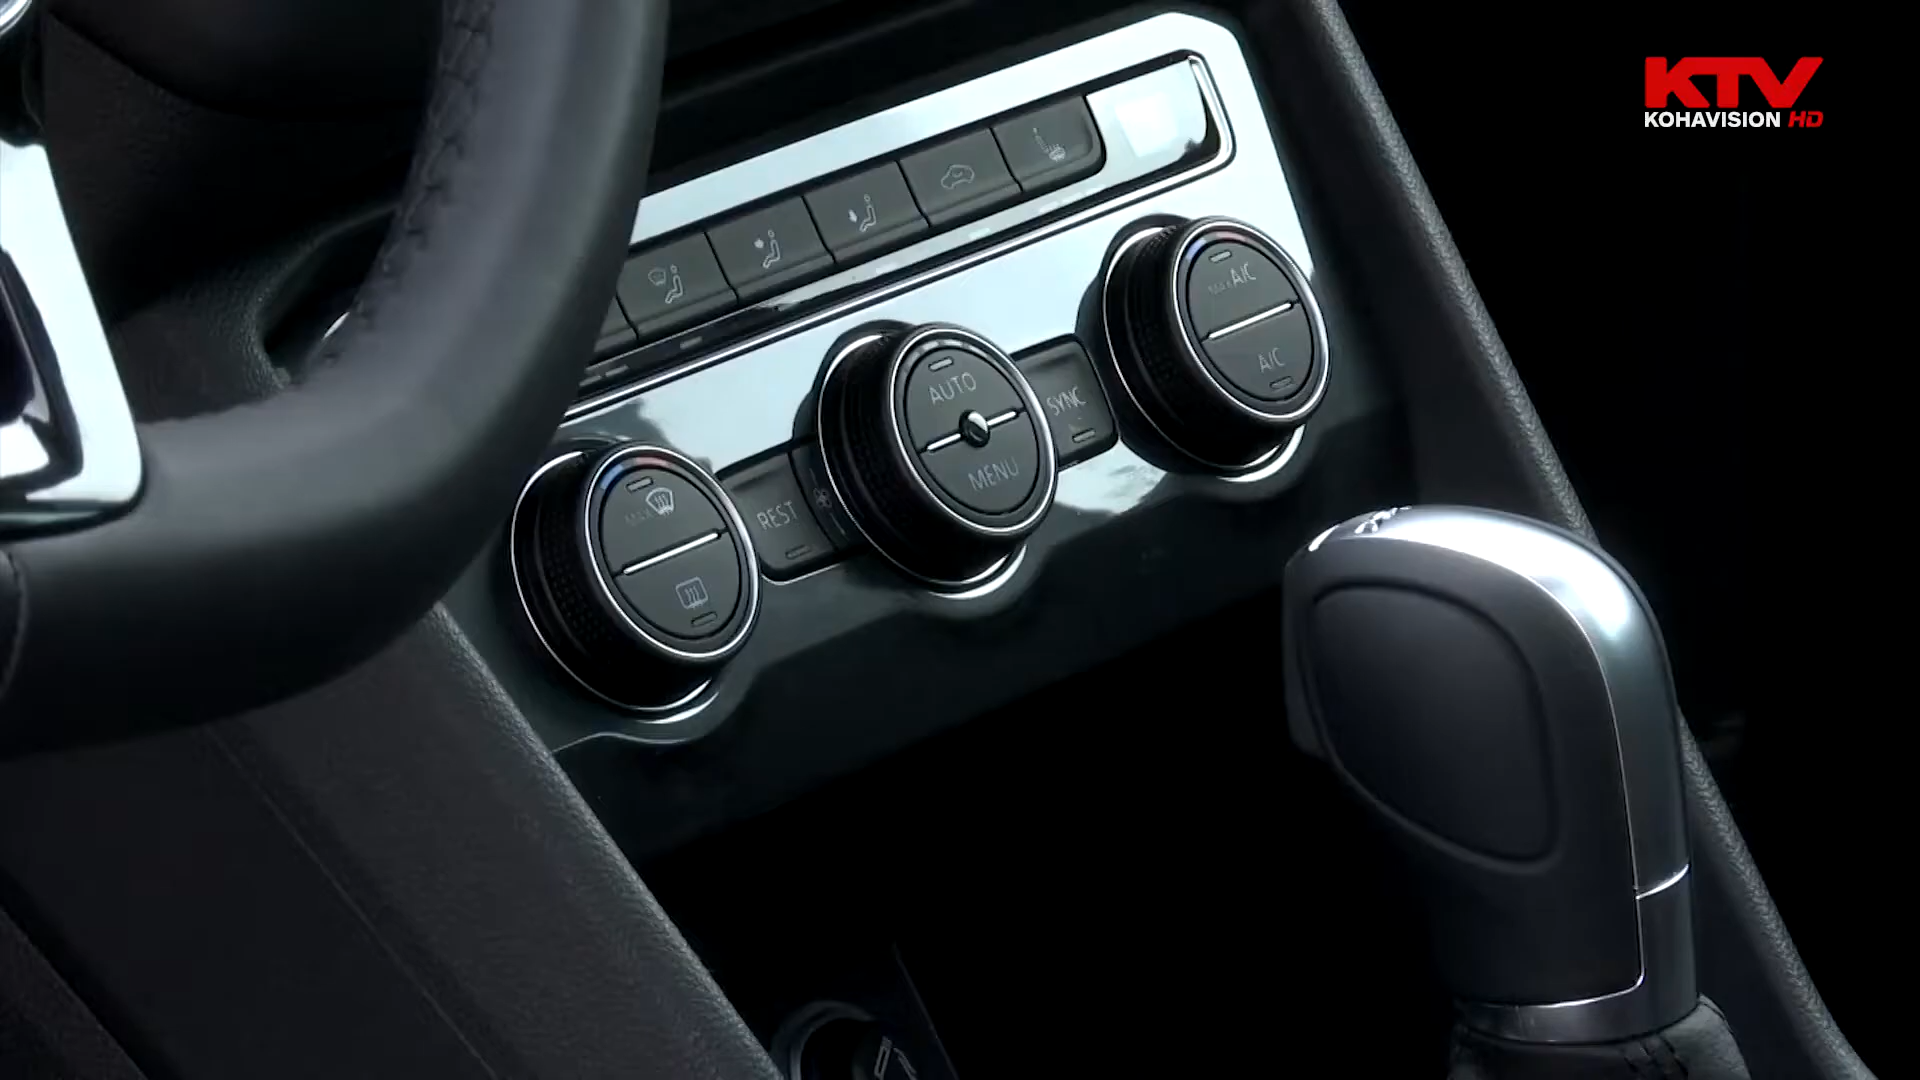 KTV
KOHAVISION HD
MAX A/C
A/C
AUTO
MENU
SYNC
REST
MAX